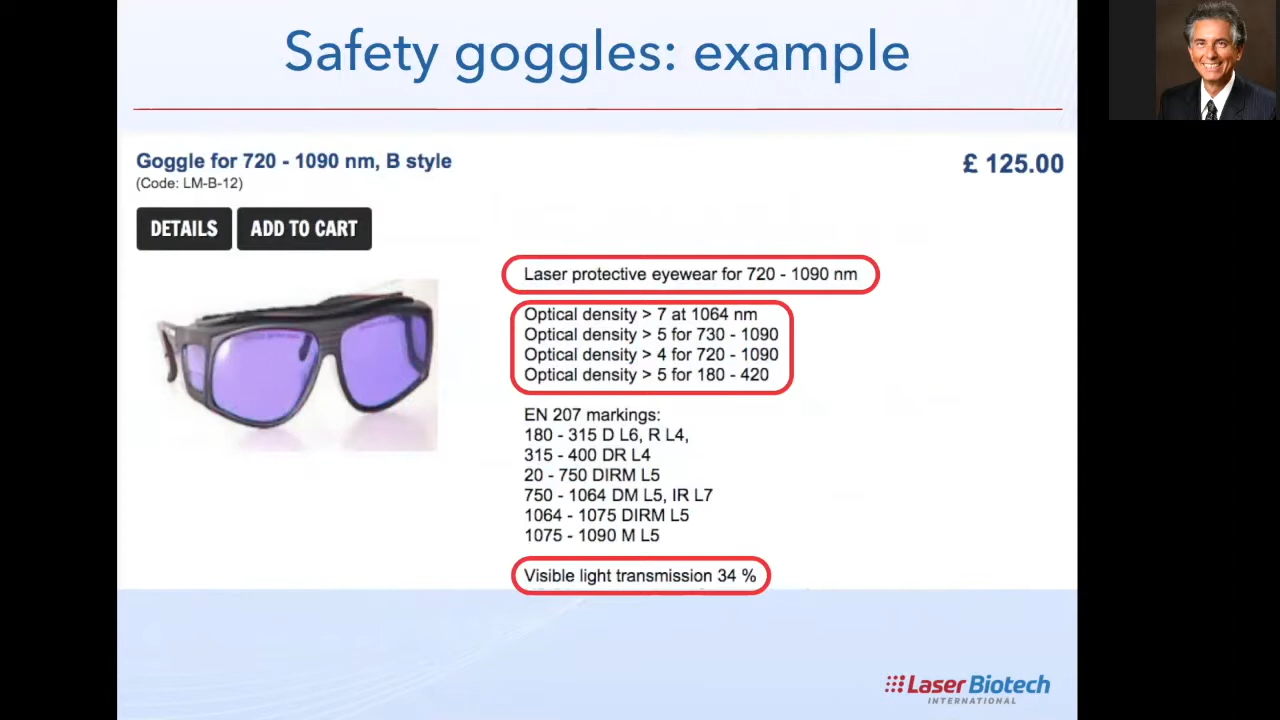 Safety goggles: example
Goggle for 720 - 1090 nm, B style
£ 125.00
(Code: LM-B-12)
DETAILS
ADD TO CART
Laser protective eyewear for 720 - 1090 nm
Optical density > 7 at 1064 nm
Optical density > 5 for 730 - 1090
Optical density > 4 for 720 - 1090
Optical density > 5 for 180 - 420
EN 207 markings:
180 - 315 D L6, R L4,
315 - 400 DR L4
20 - 750 DIRM L5
750 - 1064 DM L5, IR L7
1064 - 1075 DIRM L5
1075 - 1090 M L5
Visible light transmission 34 %
Laser Biotech
INTERNATIONAL